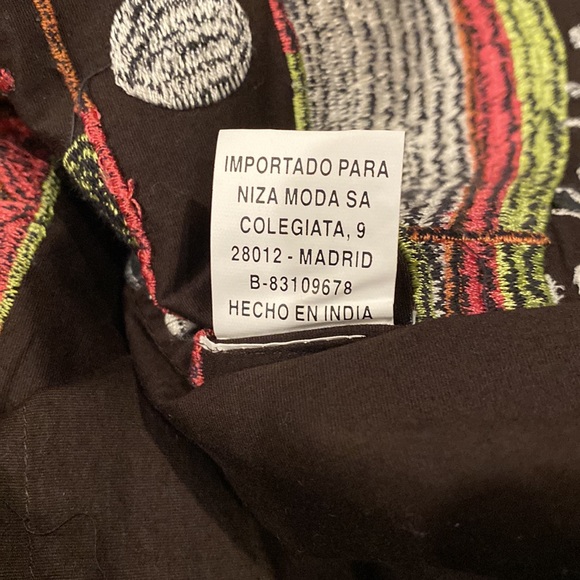 IMPORTADO PARA
NIZA MODA SA
COLEGIATA, 9
28012 - MADRID
B-83109678
HECHO EN INDIA